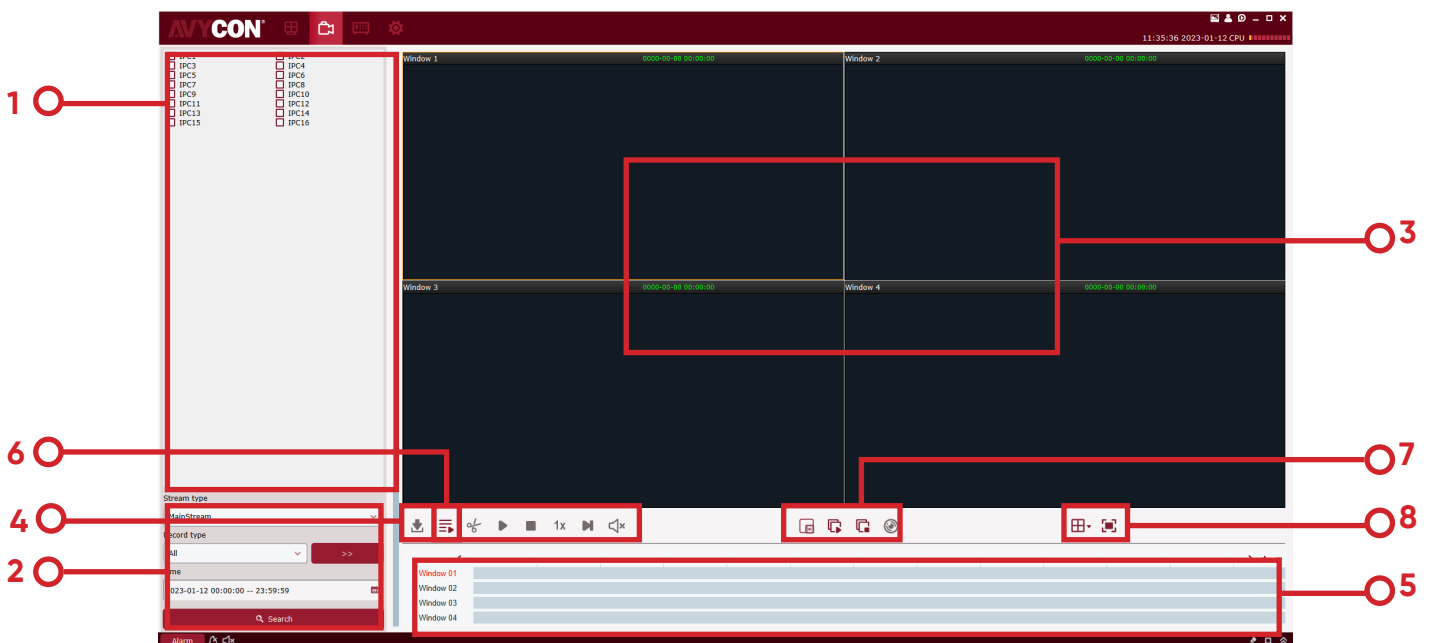 AVYCON
11:35:36 2023-01-12 CPU
IPC3 IPC4
IPC5 IPC6
IPC7 IPC8
IPC9 IPC10
IPC11 IPC12
IPC13 IPC14
IPC15 IPC16
Window 1 0000-00-00 00:00:00
Window 2 0000-00-00 00:00:00
Window 3 0000-00-00 00:00:00
Window 4 0000-00-00 00:00:00
1
3
6
7
4
8
2
5
Stream type
MainStream
Record type
All >>
2023-01-12 00:00:00 -- 23:59:59
Search
1x
Window 01
Window 02
Window 03
Window 04
Alarm